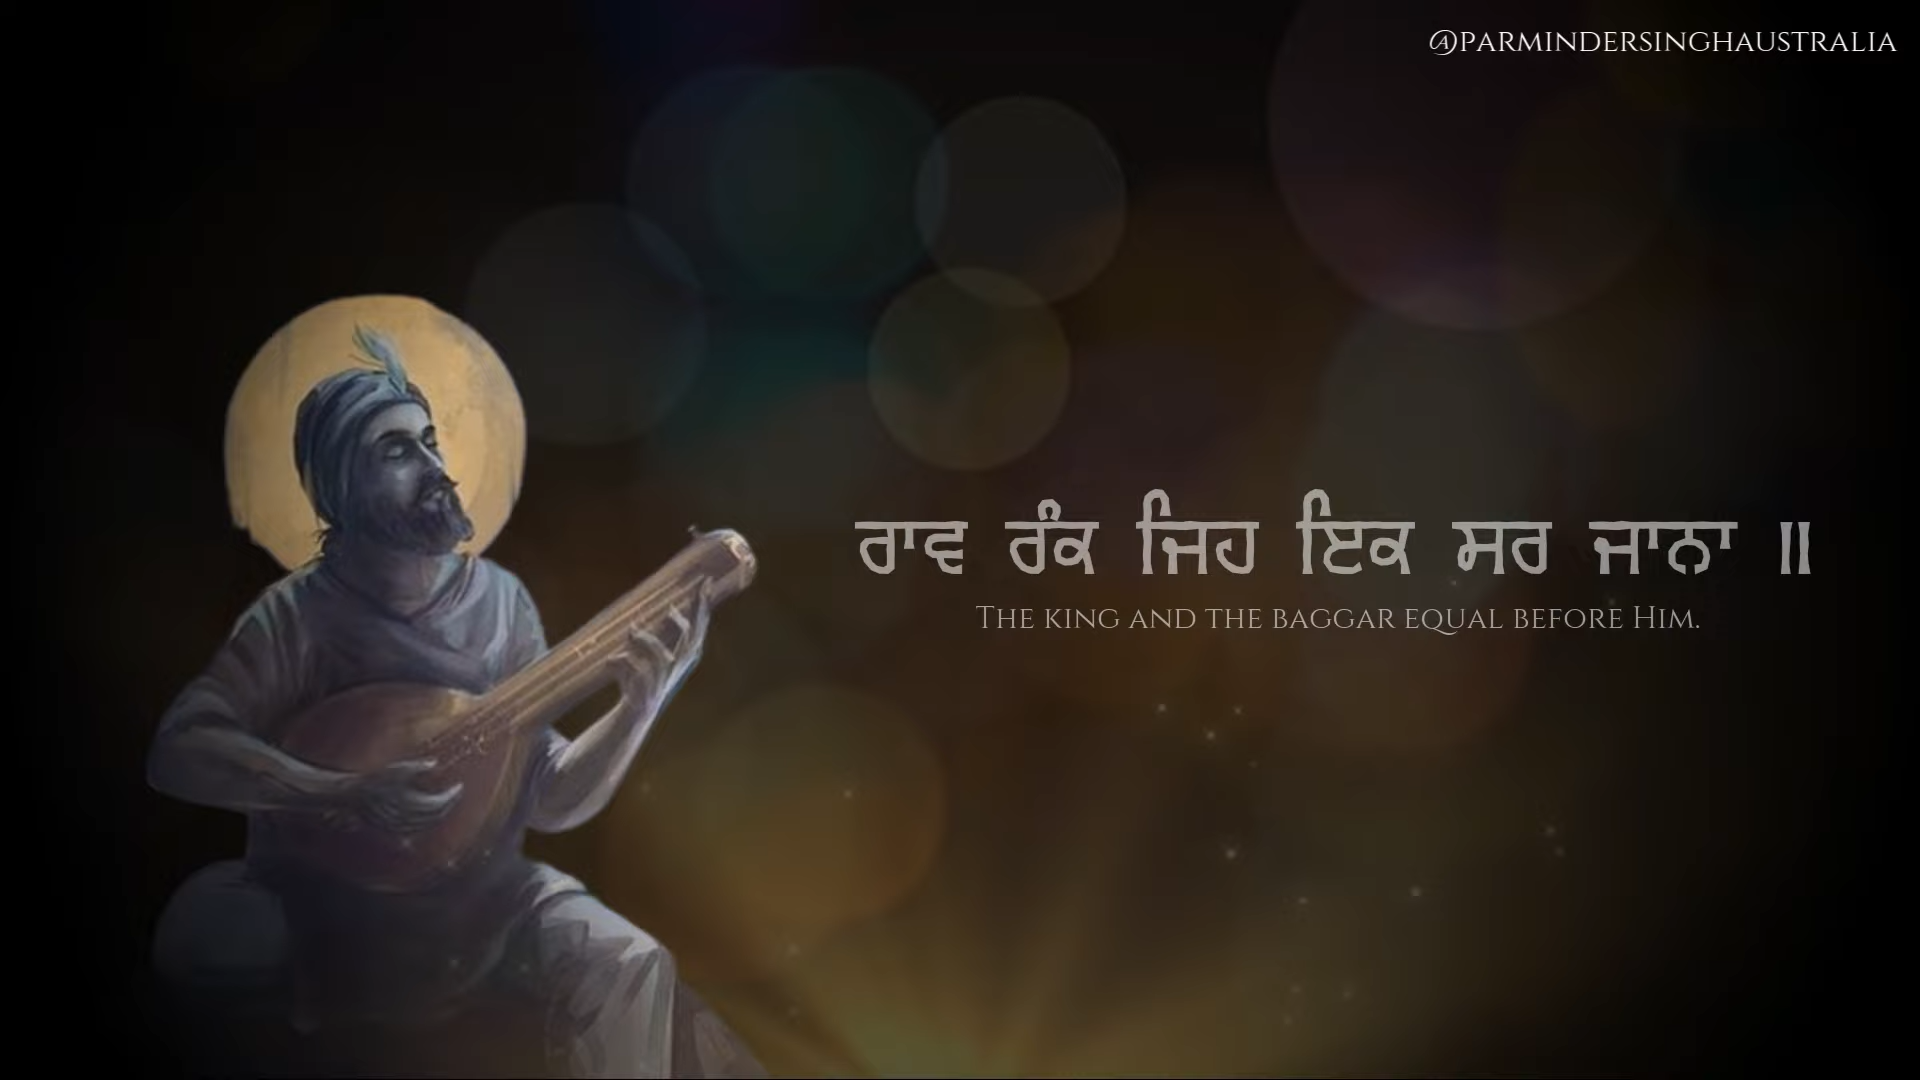 @PARMINDERSINGHAUSTRALIA
ਰਾਵ ਰੰਕ ਜਿਹ ਇਕ ਸਰ ਜਾਨਾ ॥
The king and the baggar equal before Him.